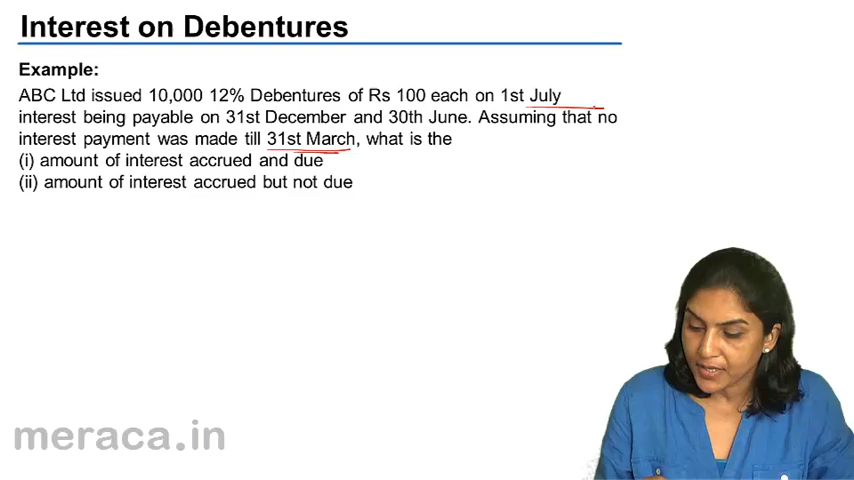 Interest on Debentures
Example:
ABC Ltd issued 10,000 12% Debentures of Rs 100 each on 1st July
interest being payable on 31st December and 30th June. Assuming that no
interest payment was made till 31st March, what is the
(i) amount of interest accrued and due
(ii) amount of interest accrued but not due
meraca.in